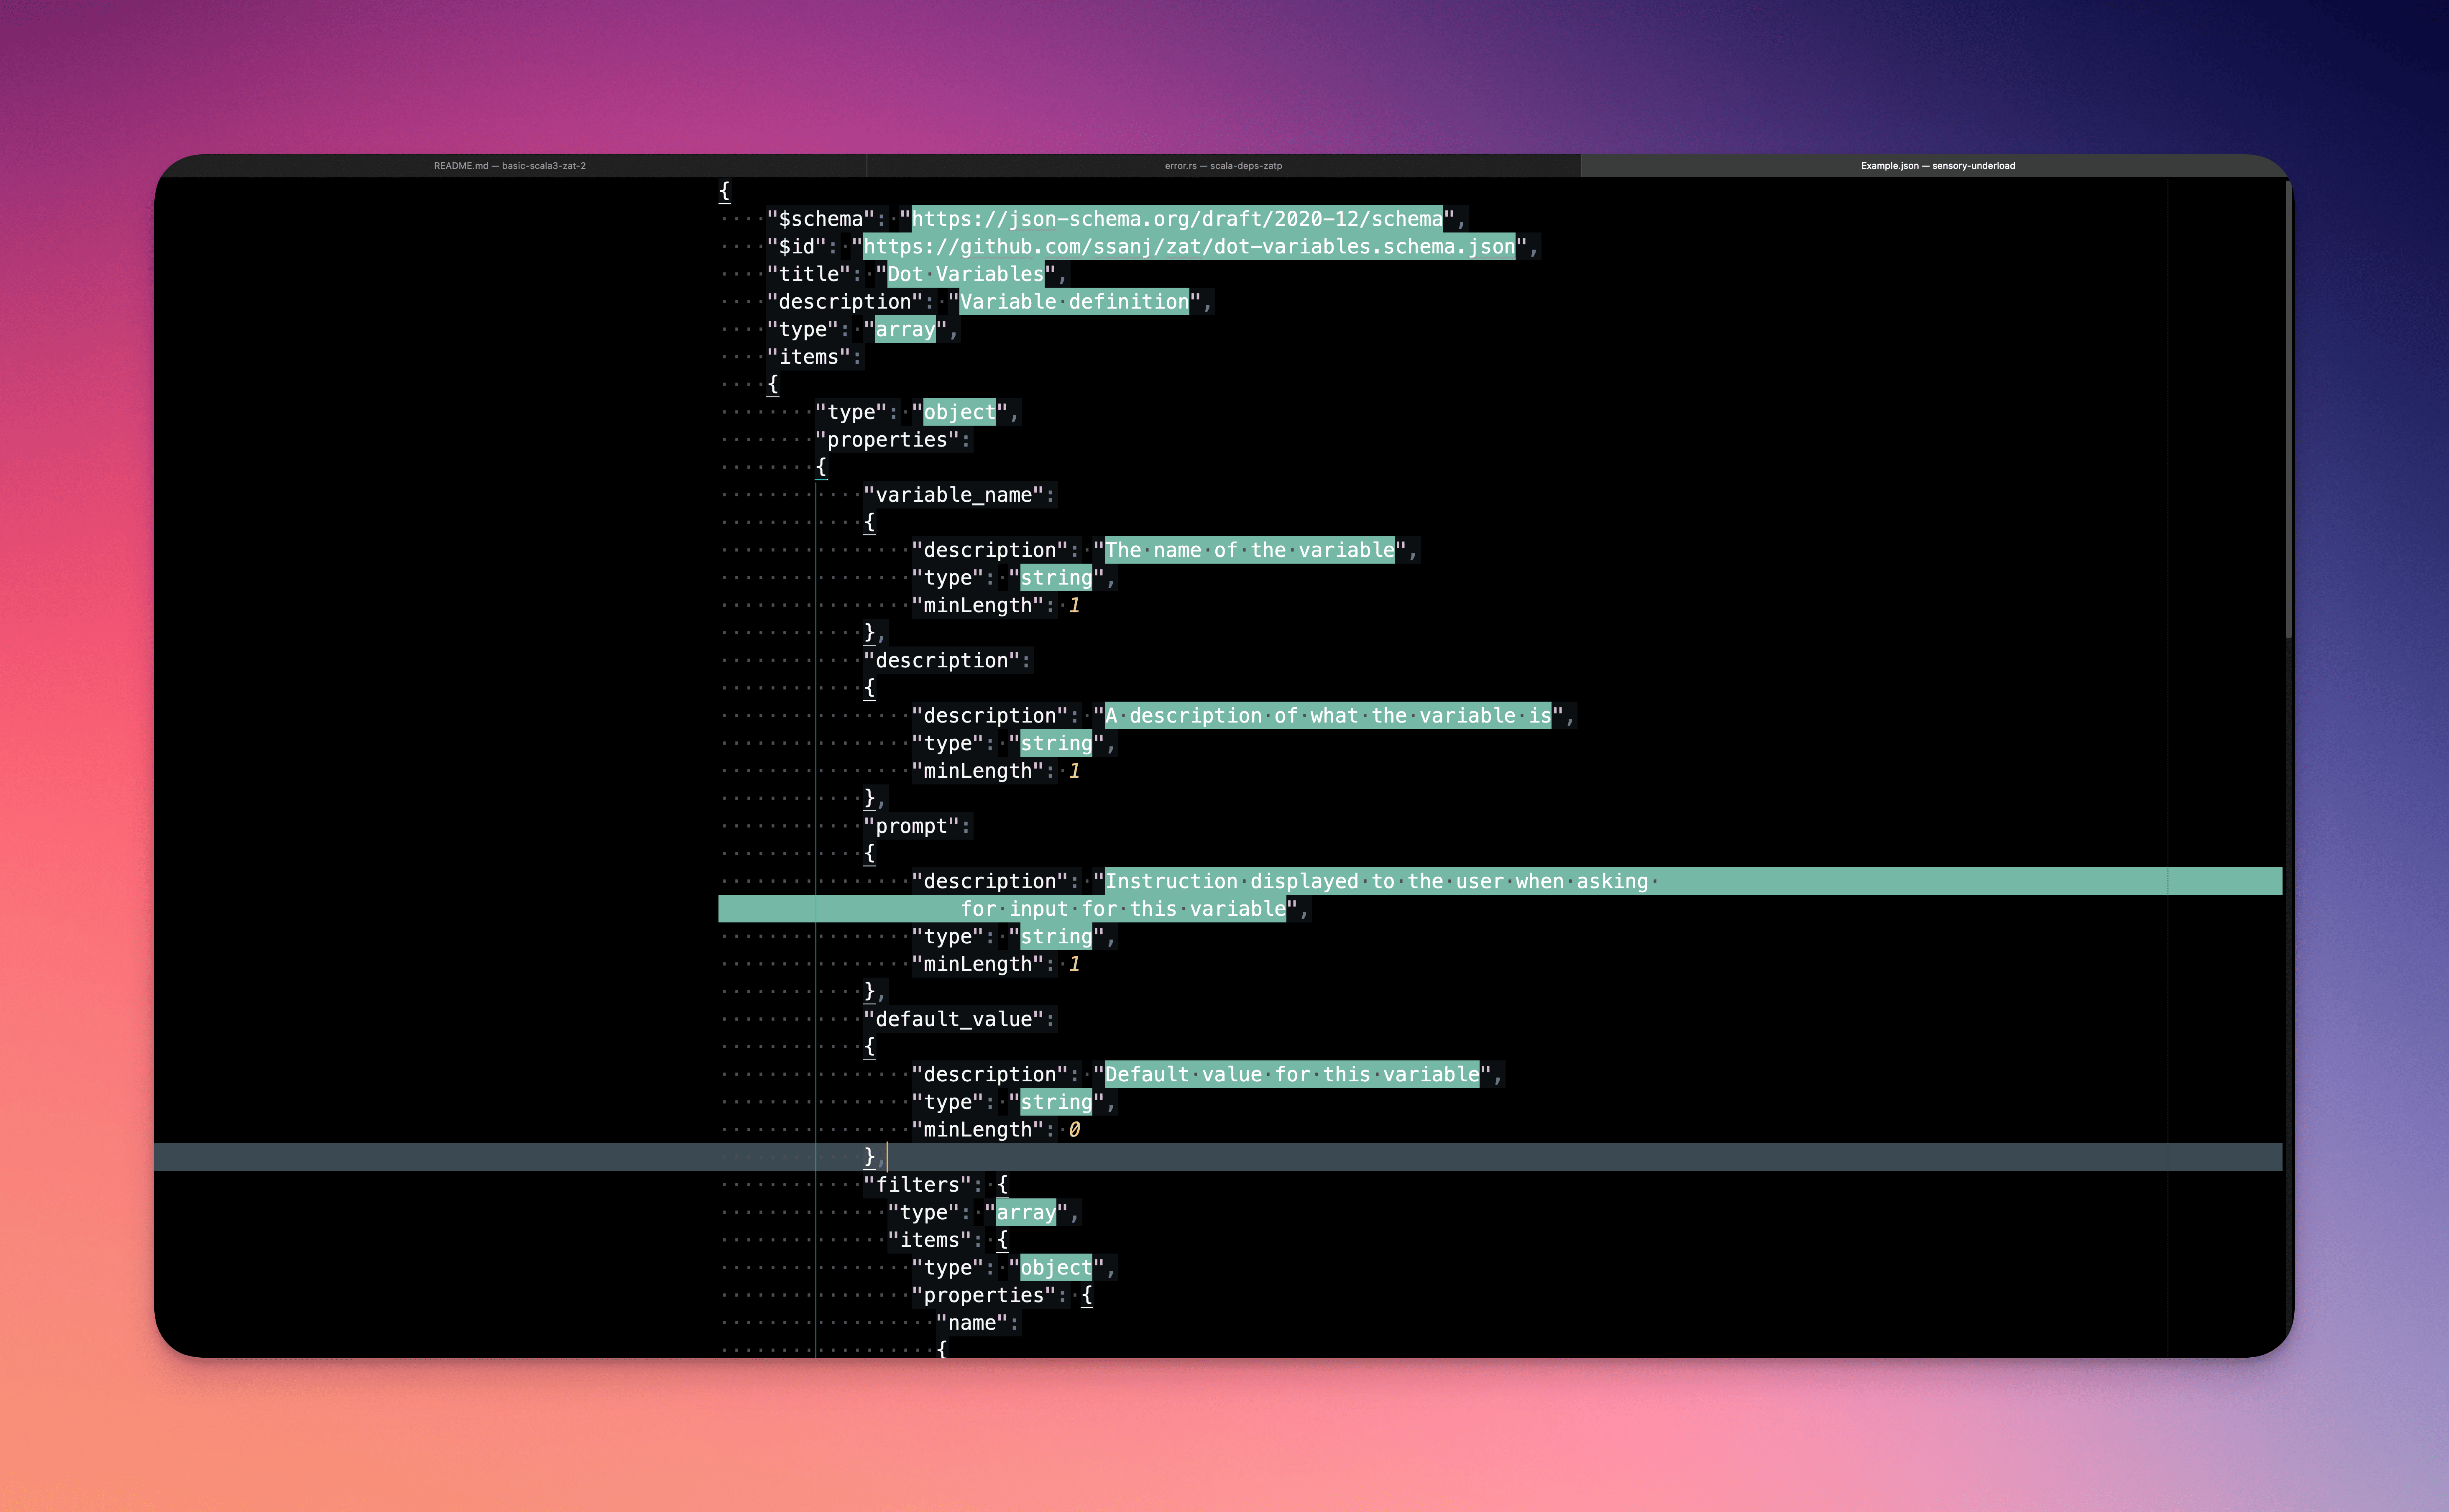 README.md — basic-scala3-zat-2
error.rs — scala-deps-zatp
Example.json — sensory-underload
{
    "$schema": "https://json-schema.org/draft/2020-12/schema",
    "$id": "https://github.com/ssanj/zat/dot-variables.schema.json",
    "title": "Dot Variables",
    "description": "Variable definition",
    "type": "array",
    "items":
    {
        "type": "object",
        "properties":
        {
            "variable_name":
            {
                "description": "The name of the variable",
                "type": "string",
                "minLength": 1
            },
            "description":
            {
                "description": "A description of what the variable is",
                "type": "string",
                "minLength": 1
            },
            "prompt":
            {
                "description": "Instruction displayed to the user when asking 
                    for input for this variable",
                "type": "string",
                "minLength": 1
            },
            "default_value":
            {
                "description": "Default value for this variable",
                "type": "string",
                "minLength": 0
            },
            "filters": {
              "type": "array",
              "items": {
                "type": "object",
                "properties": {
                  "name":
                  {